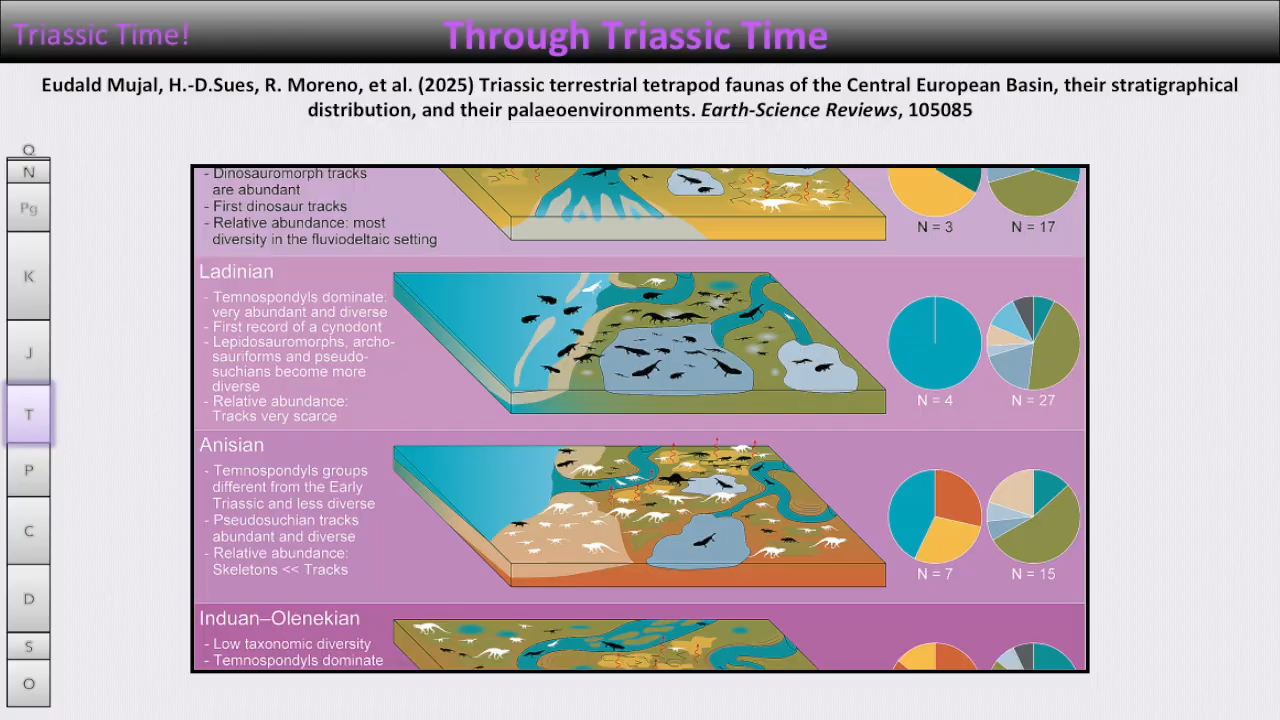 Triassic Time!
Through Triassic Time
Eudald Mujal, H.-D.Sues, R. Moreno, et al. (2025) Triassic terrestrial tetrapod faunas of the Central European Basin, their stratigraphical
distribution, and their palaeoenvironments. Earth-Science Reviews, 105085
Q
N
Pg
K
J
T
P
C
D
S
O
- Dinosauromorph tracks
are abundant
- First dinosaur tracks
- Relative abundance: most
diversity in the fluviodeltaic setting
N = 3
N = 17
Ladinian
- Temnospondyls dominate:
very abundant and diverse
- First record of a cynodont
- Lepidosauromorphs, archo-
sauriforms and pseudo-
suchians become more
diverse
- Relative abundance:
Tracks very scarce
N = 4
N = 27
Anisian
- Temnospondyls groups
different from the Early
Triassic and less diverse
- Pseudosuchian tracks
abundant and diverse
- Relative abundance:
Skeletons << Tracks
N = 7
N = 15
Induan–Olenekian
- Low taxonomic diversity
- Temnospondyls dominate